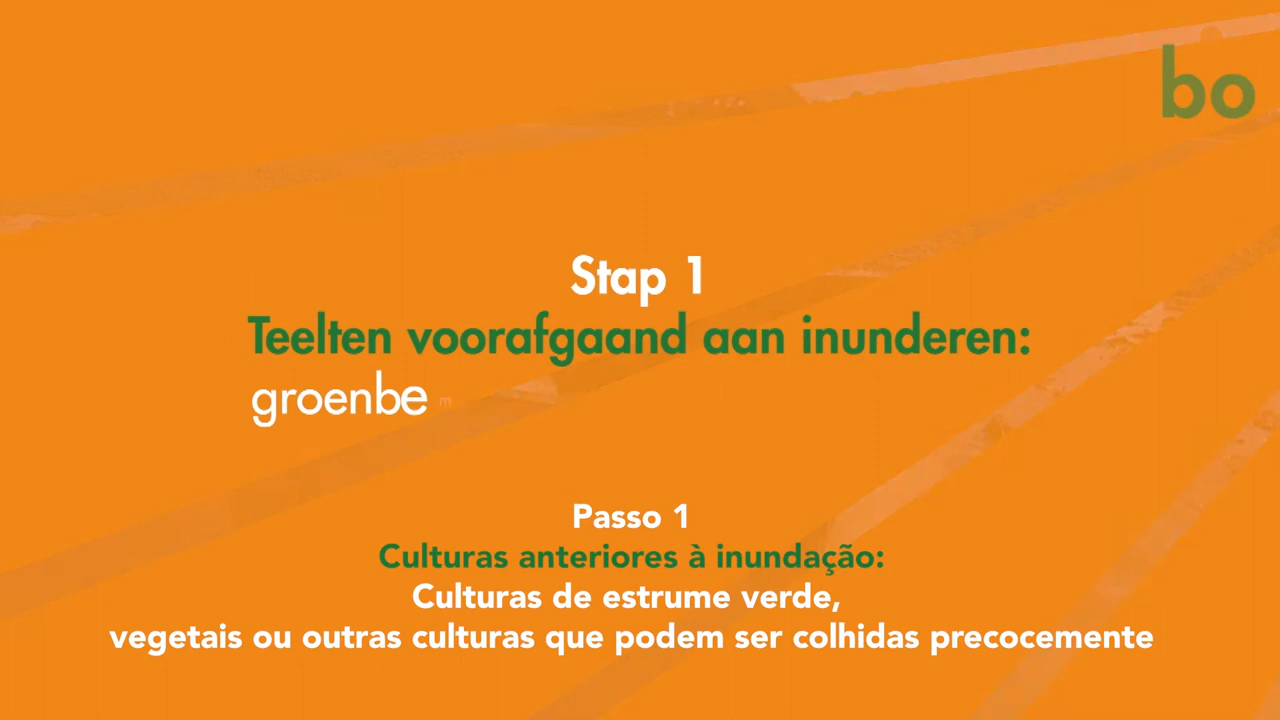 bo
Stap 1
Teelten voorafgaand aan inunderen:
groenbem
Passo 1
Culturas anteriores à inundação:
Culturas de estrume verde,
vegetais ou outras culturas que podem ser colhidas precocemente